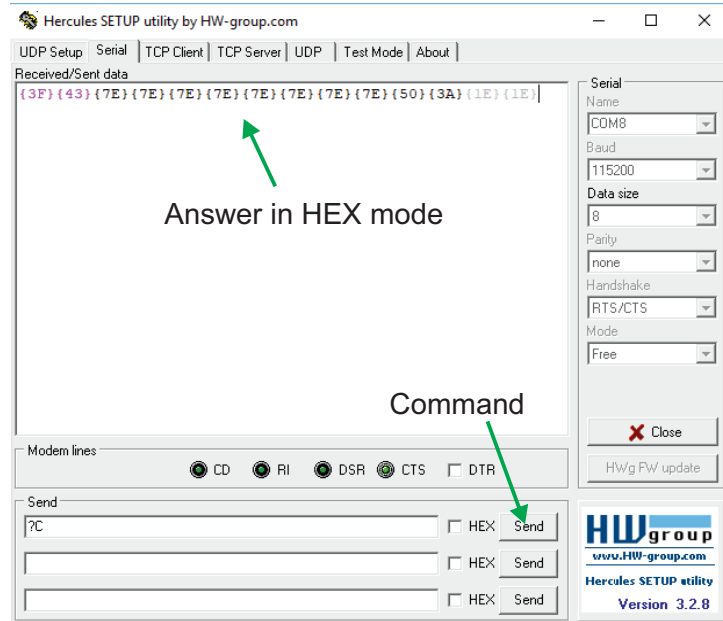 Hercules SETUP utility by HW-group.com
UDP Setup Serial TCP Client TCP Server UDP Test Mode About
Received/Sent data
{3F}{43}{7E}{7E}{7E}{7E}{7E}{7E}{7E}{7E}{50}{3A}{1E}{1E}
Answer in HEX mode
Command
Serial
Name
COM8
Baud
115200
Data size
8
Parity
none
Handshake
RTS/CTS
Mode
Free
Close
HWg FW update
Modem lines
CD RI DSR CTS DTR
Send
?C HEX Send
HEX Send
HEX Send
HW group
www.HW-group.com
Hercules SETUP utility
Version 3.2.8